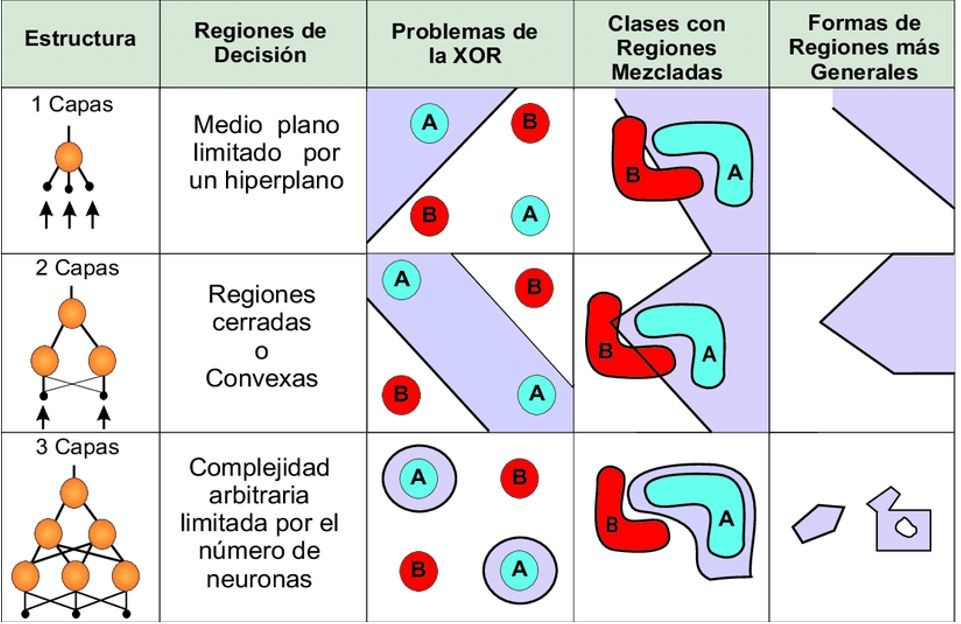 Estructura
Regiones de
Decisión
Problemas de
la XOR
Clases con
Regiones
Mezcladas
Formas de
Regiones más
Generales
1 Capas
Medio plano
limitado por
un hiperplano
A
B
B
A
B
A
2 Capas
Regiones
cerradas
o
Convexas
A
B
B
A
B
A
3 Capas
Complejidad
arbitraria
limitada por el
número de
neuronas
A
B
B
A
B
A